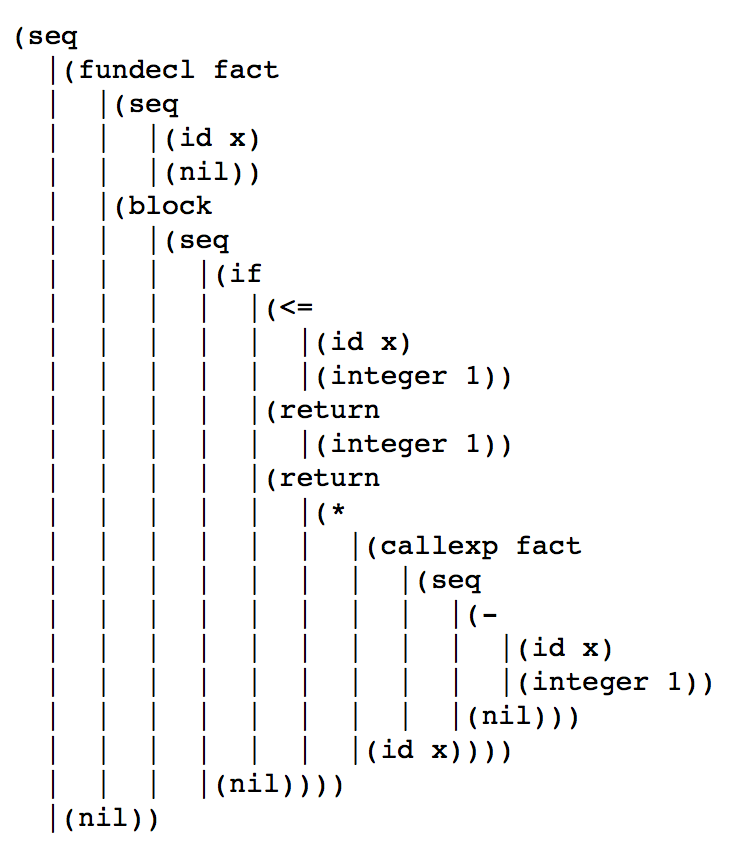 (seq
   |(fundecl fact
   |  |(seq
   |  |  |(id x)
   |  |  |(nil))
   |  |(block
   |  |  |(seq
   |  |  |  |(if
   |  |  |  |  |(<=
   |  |  |  |  |  |(id x)
   |  |  |  |  |  |(integer 1))
   |  |  |  |  |(return
   |  |  |  |  |  |(integer 1))
   |  |  |  |  |(return
   |  |  |  |  |  |(*
   |  |  |  |  |  |  |(callexp fact
   |  |  |  |  |  |  |  |(seq
   |  |  |  |  |  |  |  |  |(-
   |  |  |  |  |  |  |  |  |  |(id x)
   |  |  |  |  |  |  |  |  |  |(integer 1))
   |  |  |  |  |  |  |  |  |(nil)))
   |  |  |  |  |  |  |(id x))))
   |  |  |  |(nil))))
   |(nil))